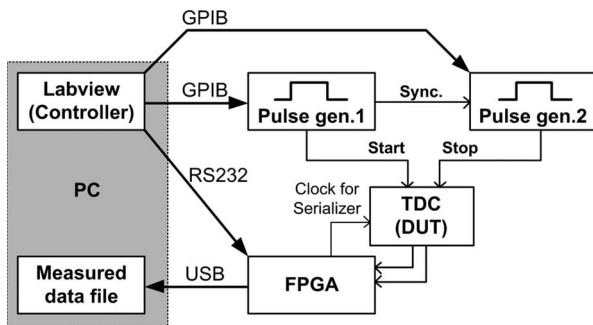 GPIB
Labview
(Controller)
GPIB
Pulse gen.1
Sync.
Pulse gen.2
Start
Stop
RS232
PC
Clock for
Serializer
TDC
(DUT)
Measured
data file
USB
FPGA